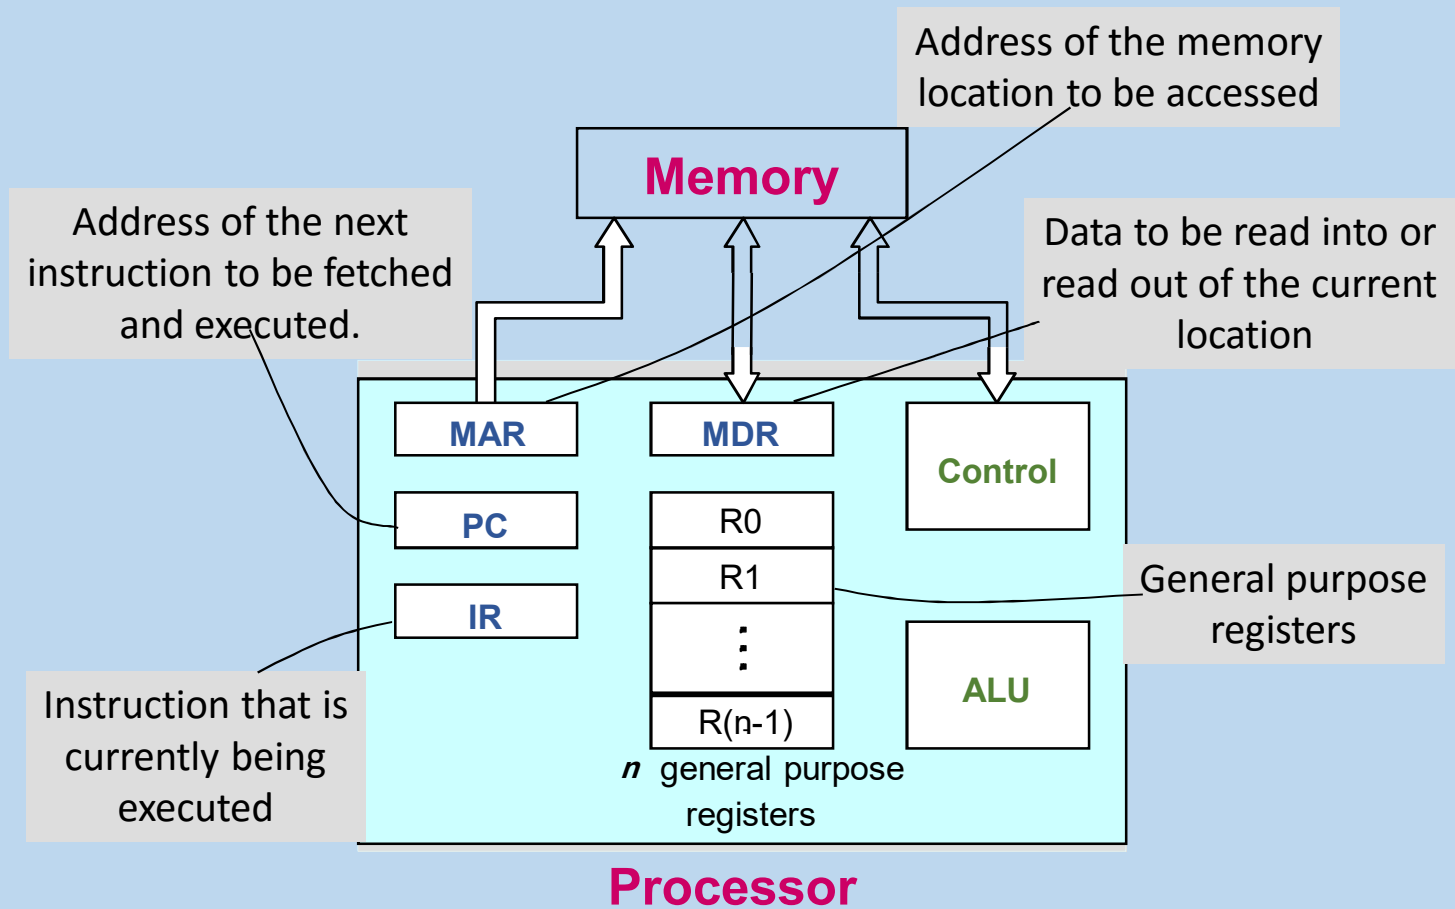 Address of the memory
location to be accessed
Memory
Address of the next
instruction to be fetched
and executed.
Data to be read into or
read out of the current
location
MAR
MDR
Control
PC
R0
R1
General purpose
registers
IR
⋮
ALU
R(n-1)
Instruction that is
currently being
executed
n general purpose
registers
Processor